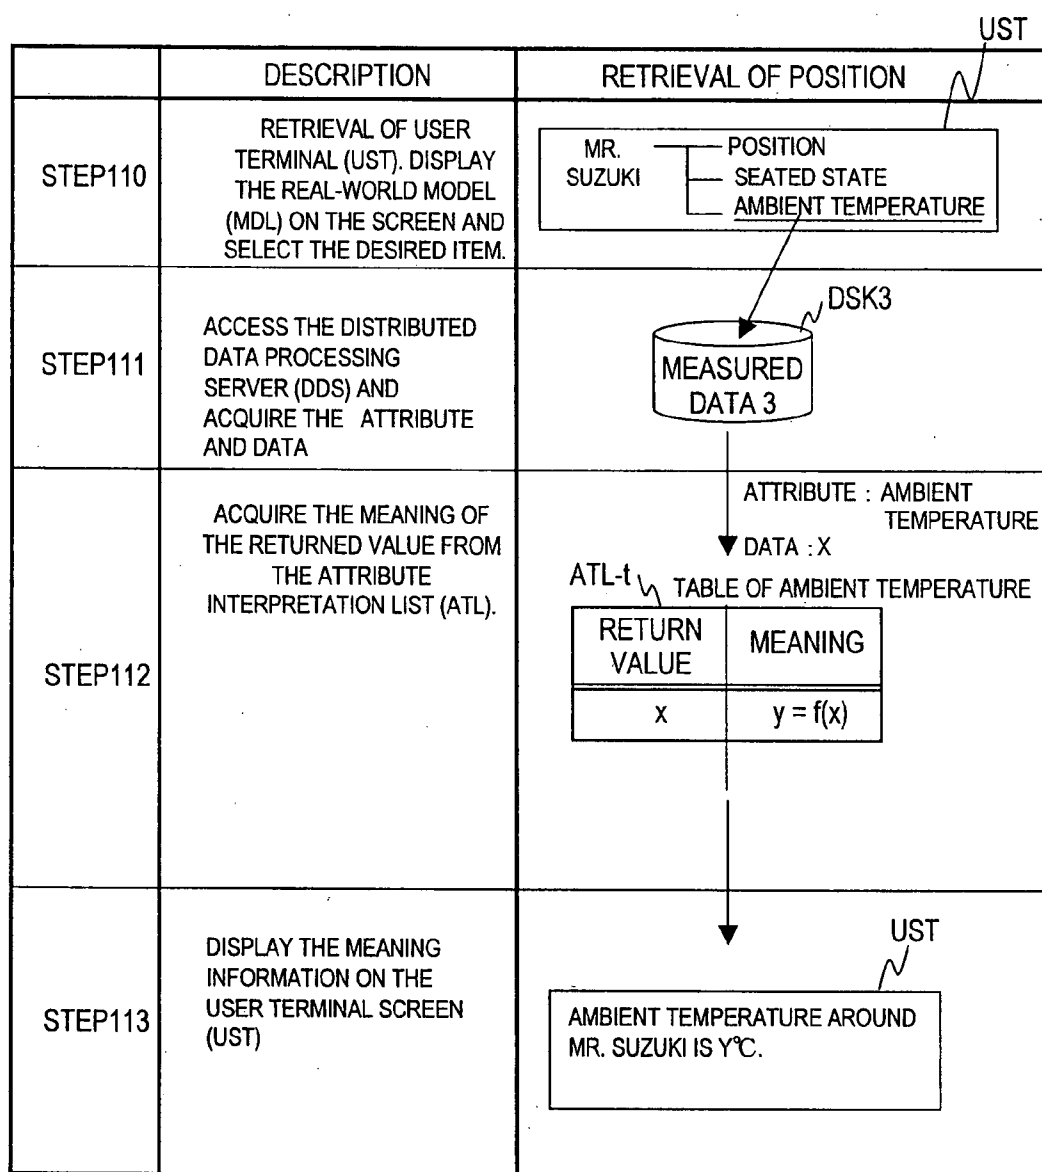 UST
DESCRIPTION
RETRIEVAL OF POSITION
STEP110
RETRIEVAL OF USER
TERMINAL (UST). DISPLAY
THE REAL-WORLD MODEL
(MDL) ON THE SCREEN AND
SELECT THE DESIRED ITEM.
MR.
SUZUKI
POSITION
SEATED STATE
AMBIENT TEMPERATURE
STEP111
ACCESS THE DISTRIBUTED
DATA PROCESSING
SERVER (DDS) AND
ACQUIRE THE ATTRIBUTE
AND DATA
DSK3
MEASURED
DATA 3
STEP112
ACQUIRE THE MEANING OF
THE RETURNED VALUE FROM
THE ATTRIBUTE
INTERPRETATION LIST (ATL).
ATTRIBUTE : AMBIENT
TEMPERATURE
DATA : X
ATL-t
TABLE OF AMBIENT TEMPERATURE
RETURN
VALUE
MEANING
x
y = f(x)
STEP113
DISPLAY THE MEANING
INFORMATION ON THE
USER TERMINAL SCREEN
(UST)
UST
AMBIENT TEMPERATURE AROUND
MR. SUZUKI IS Y℃.